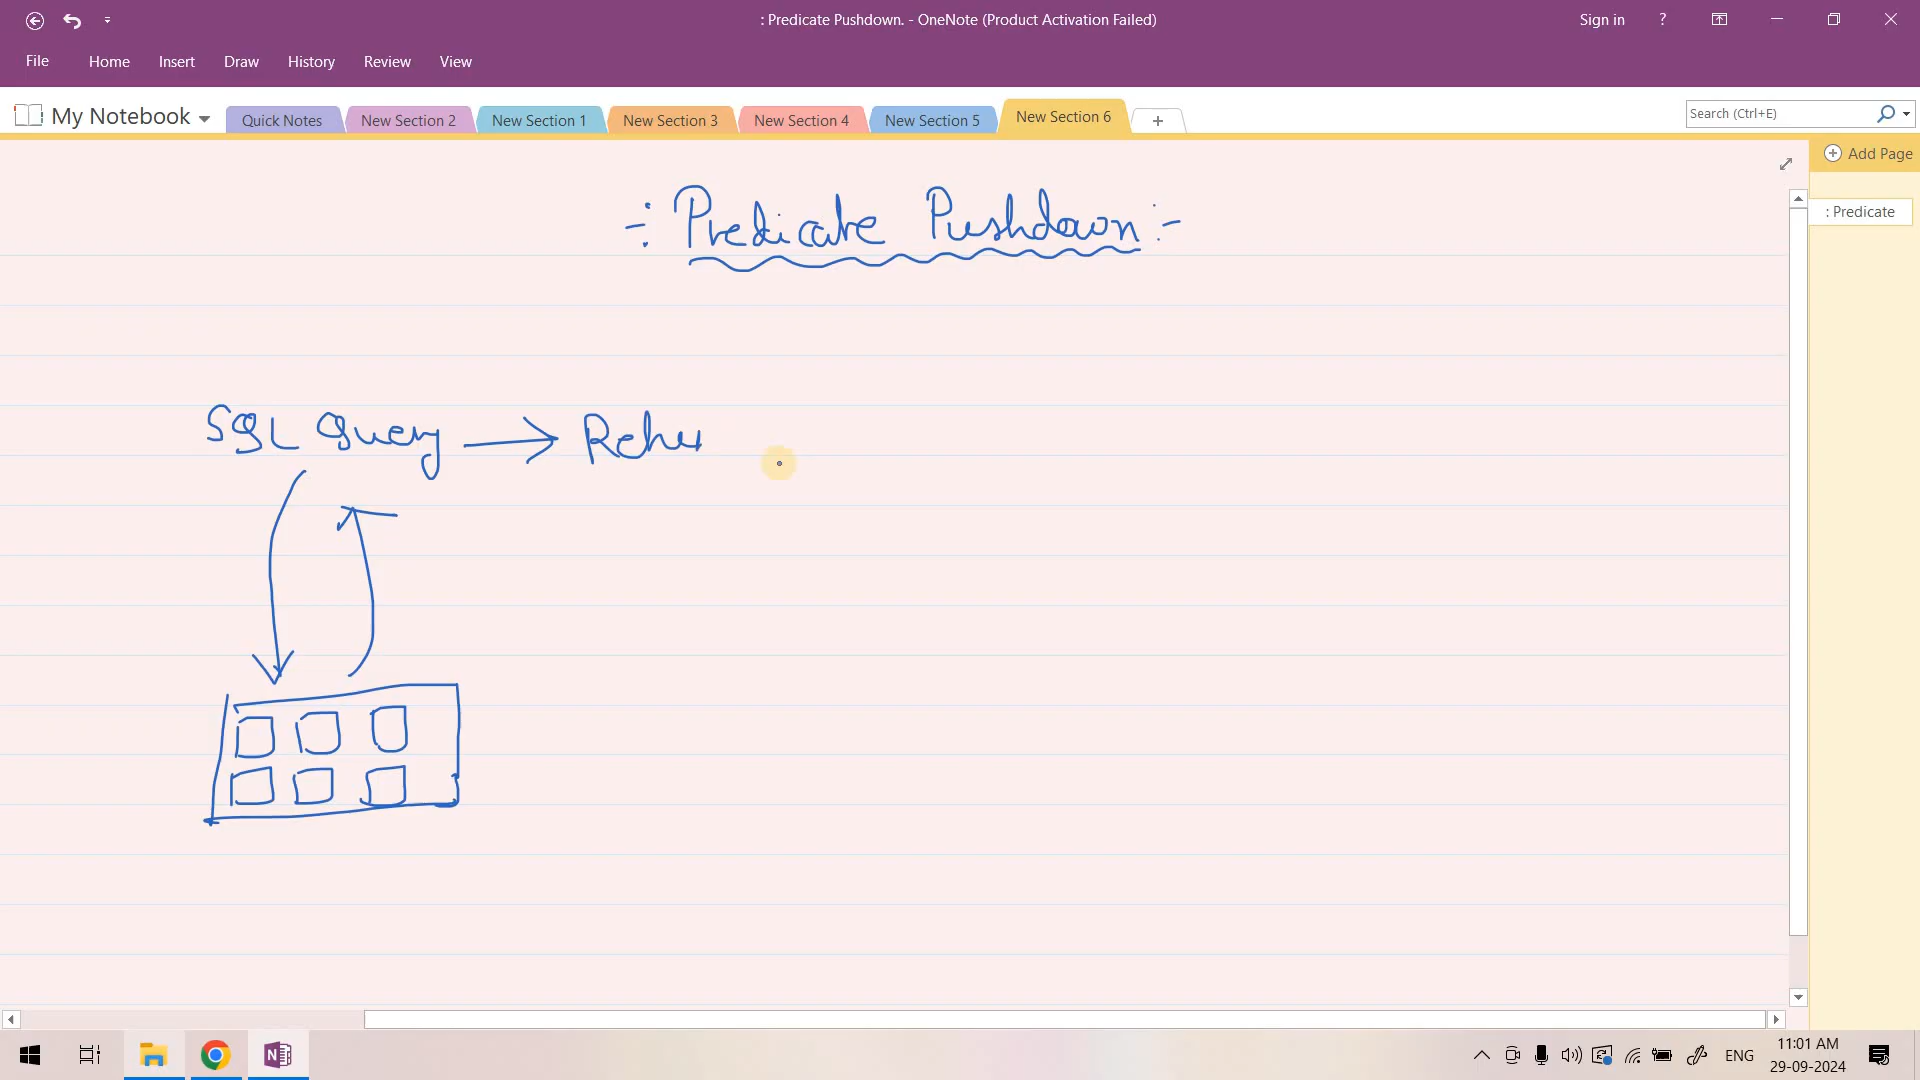 : Predicate Pushdown. - OneNote (Product Activation Failed)
Sign in
?
File Home Insert Draw History Review View
My Notebook
Quick Notes
New Section 2
New Section 1
New Section 3
New Section 4
New Section 5
New Section 6
+
Search (Ctrl+E)
Add Page
: Predicate
-: Predicate Pushdown :-
SQL Query →
ENG
11:01 AM
29-09-2024